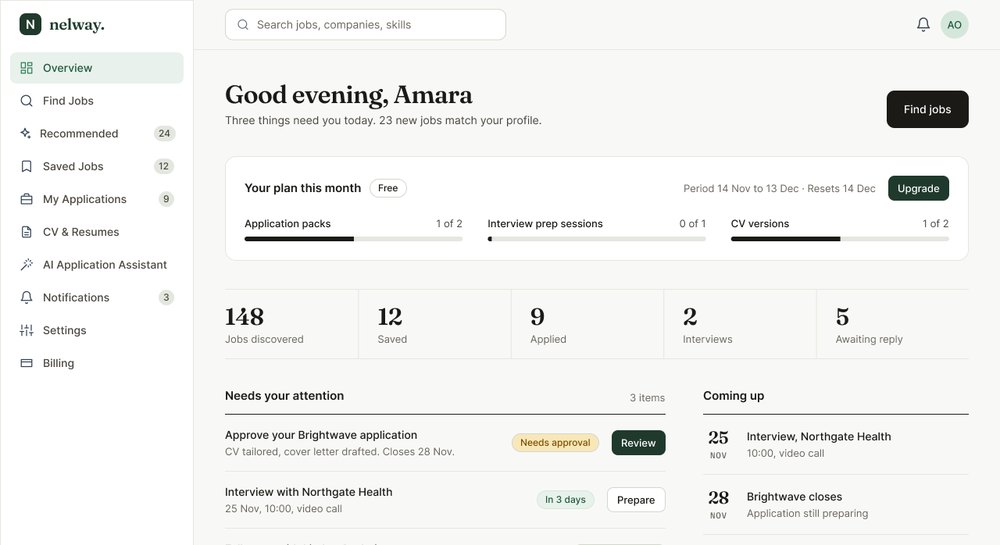 N nelway.
Search jobs, companies, skills
AO
Overview
Find Jobs
Recommended 24
Saved Jobs 12
My Applications 9
CV & Resumes
AI Application Assistant
Notifications 3
Settings
Billing
Good evening, Amara
Three things need you today. 23 new jobs match your profile.
Find jobs
Your plan this month Free
Period 14 Nov to 13 Dec · Resets 14 Dec
Upgrade
Application packs 1 of 2
Interview prep sessions 0 of 1
CV versions 1 of 2
148
Jobs discovered
12
Saved
9
Applied
2
Interviews
5
Awaiting reply
Needs your attention 3 items
Approve your Brightwave application
CV tailored, cover letter drafted. Closes 28 Nov.
Needs approval
Review
Interview with Northgate Health
25 Nov, 10:00, video call
In 3 days
Prepare
Coming up
25
NOV
Interview, Northgate Health
10:00, video call
28
NOV
Brightwave closes
Application still preparing